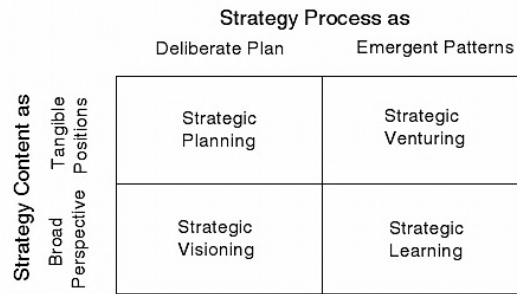 Strategy Process as
Deliberate Plan
Emergent Patterns
Strategy Content as
Tangible
Positions
Strategic
Planning
Strategic
Venturing
Broad
Perspective
Strategic
Visioning
Strategic
Learning